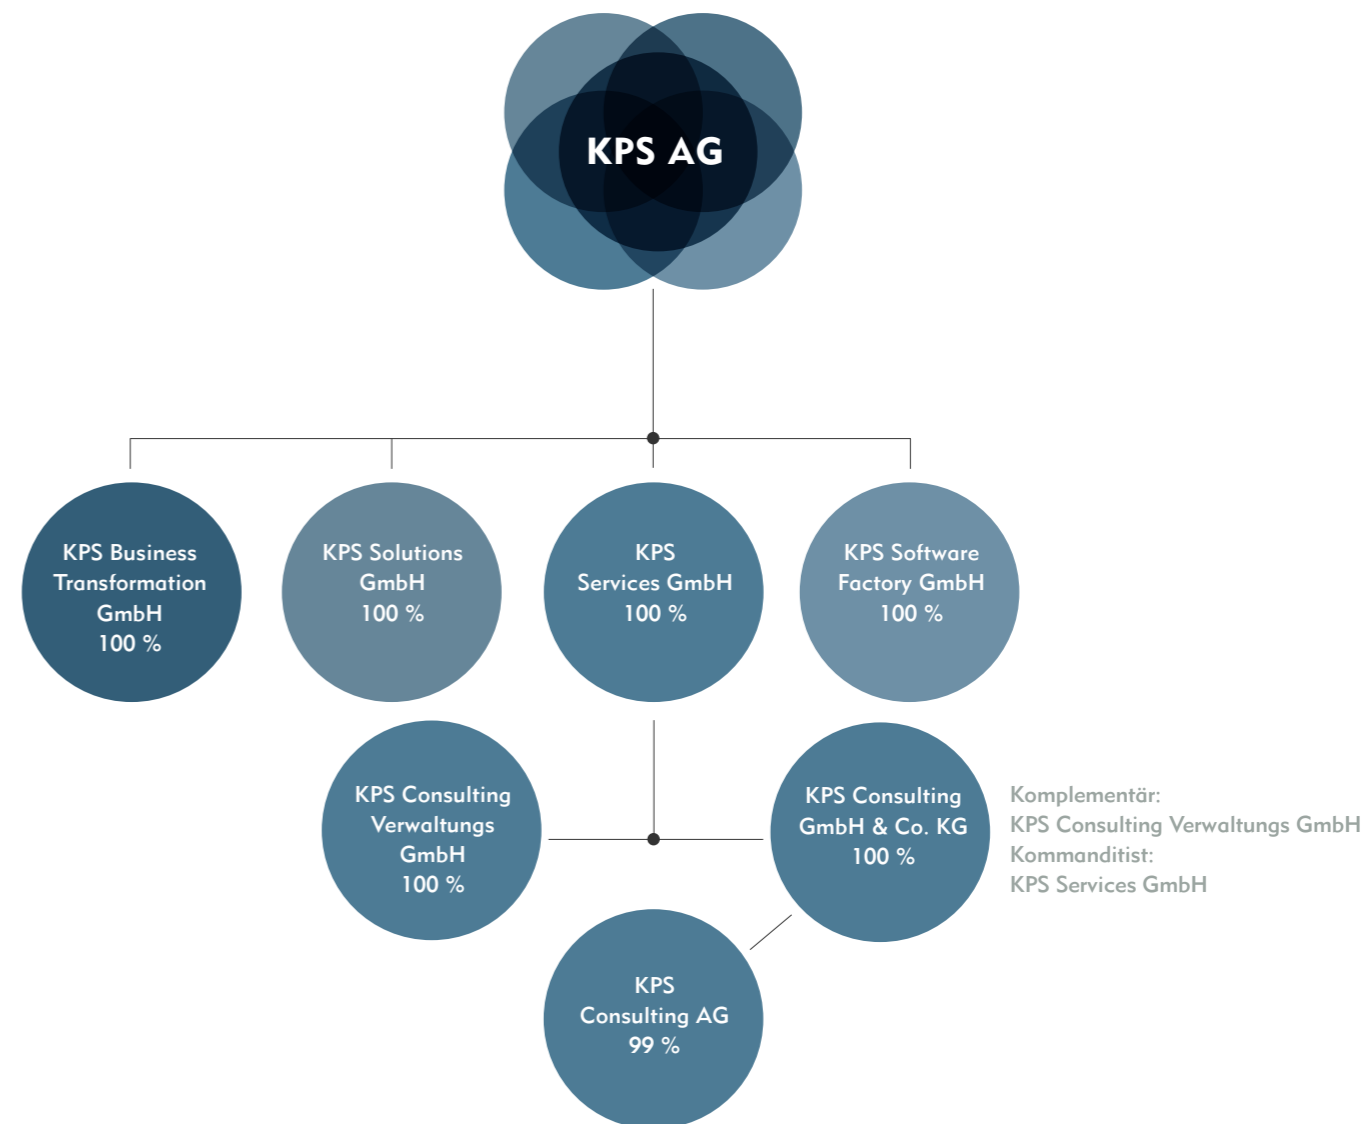 KPS AG
KPS Business
Transformation
GmbH
100 %
KPS Solutions
GmbH
100 %
KPS
Services GmbH
100 %
KPS Software
Factory GmbH
100 %
KPS Consulting
Verwaltungs
GmbH
100 %
KPS Consulting
GmbH & Co. KG
100 %
Komplementär:
KPS Consulting Verwaltungs GmbH
Kommanditist:
KPS Services GmbH
KPS
Consulting AG
99 %